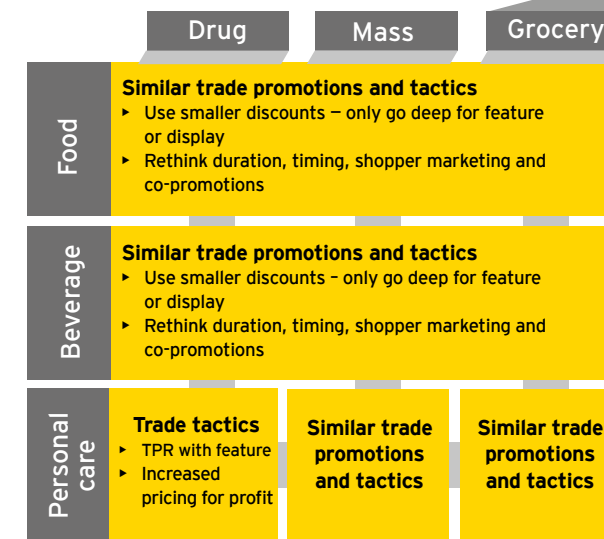 Drug
Mass
Grocery
Food
Similar trade promotions and tactics
‣ Use smaller discounts — only go deep for feature
or display
‣ Rethink duration, timing, shopper marketing and
co-promotions
Beverage
Similar trade promotions and tactics
‣ Use smaller discounts – only go deep for feature
or display
‣ Rethink duration, timing, shopper marketing and
co-promotions
Personal
care
Trade tactics
‣ TPR with feature
‣ Increased
pricing for profit
Similar trade
promotions
and tactics
Similar trade
promotions
and tactics